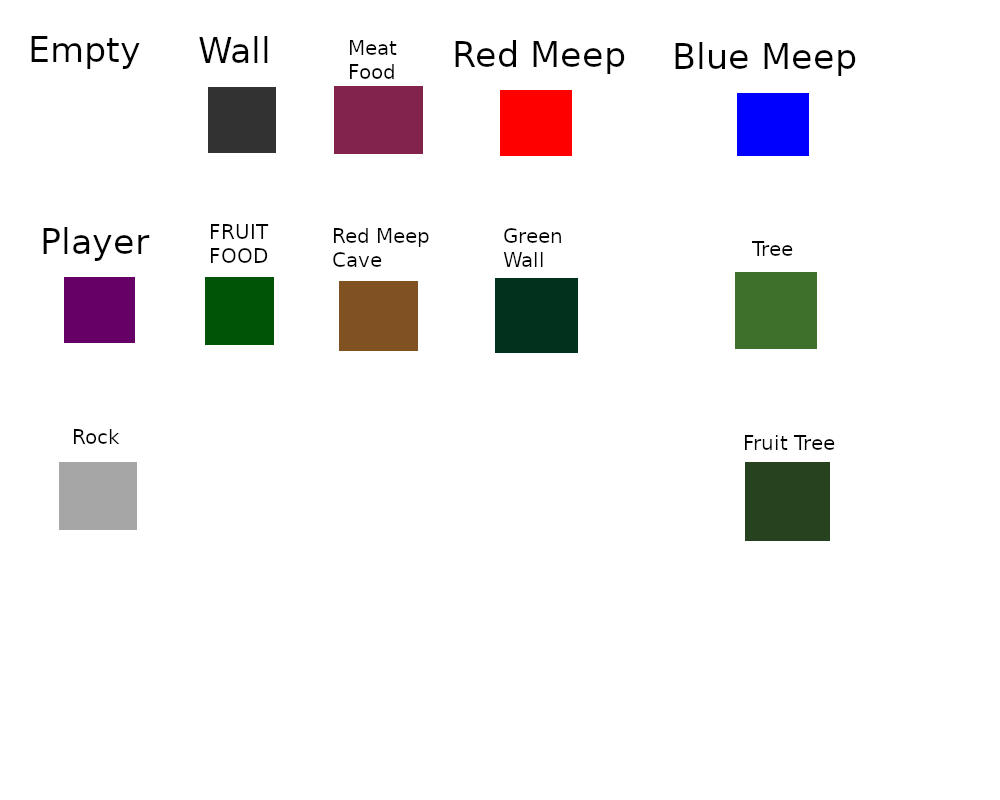 Empty
Wall
Meat
Food
Red Meep
Blue Meep
Player
FRUIT
FOOD
Red Meep
Cave
Green
Wall
Tree
Rock
Fruit Tree